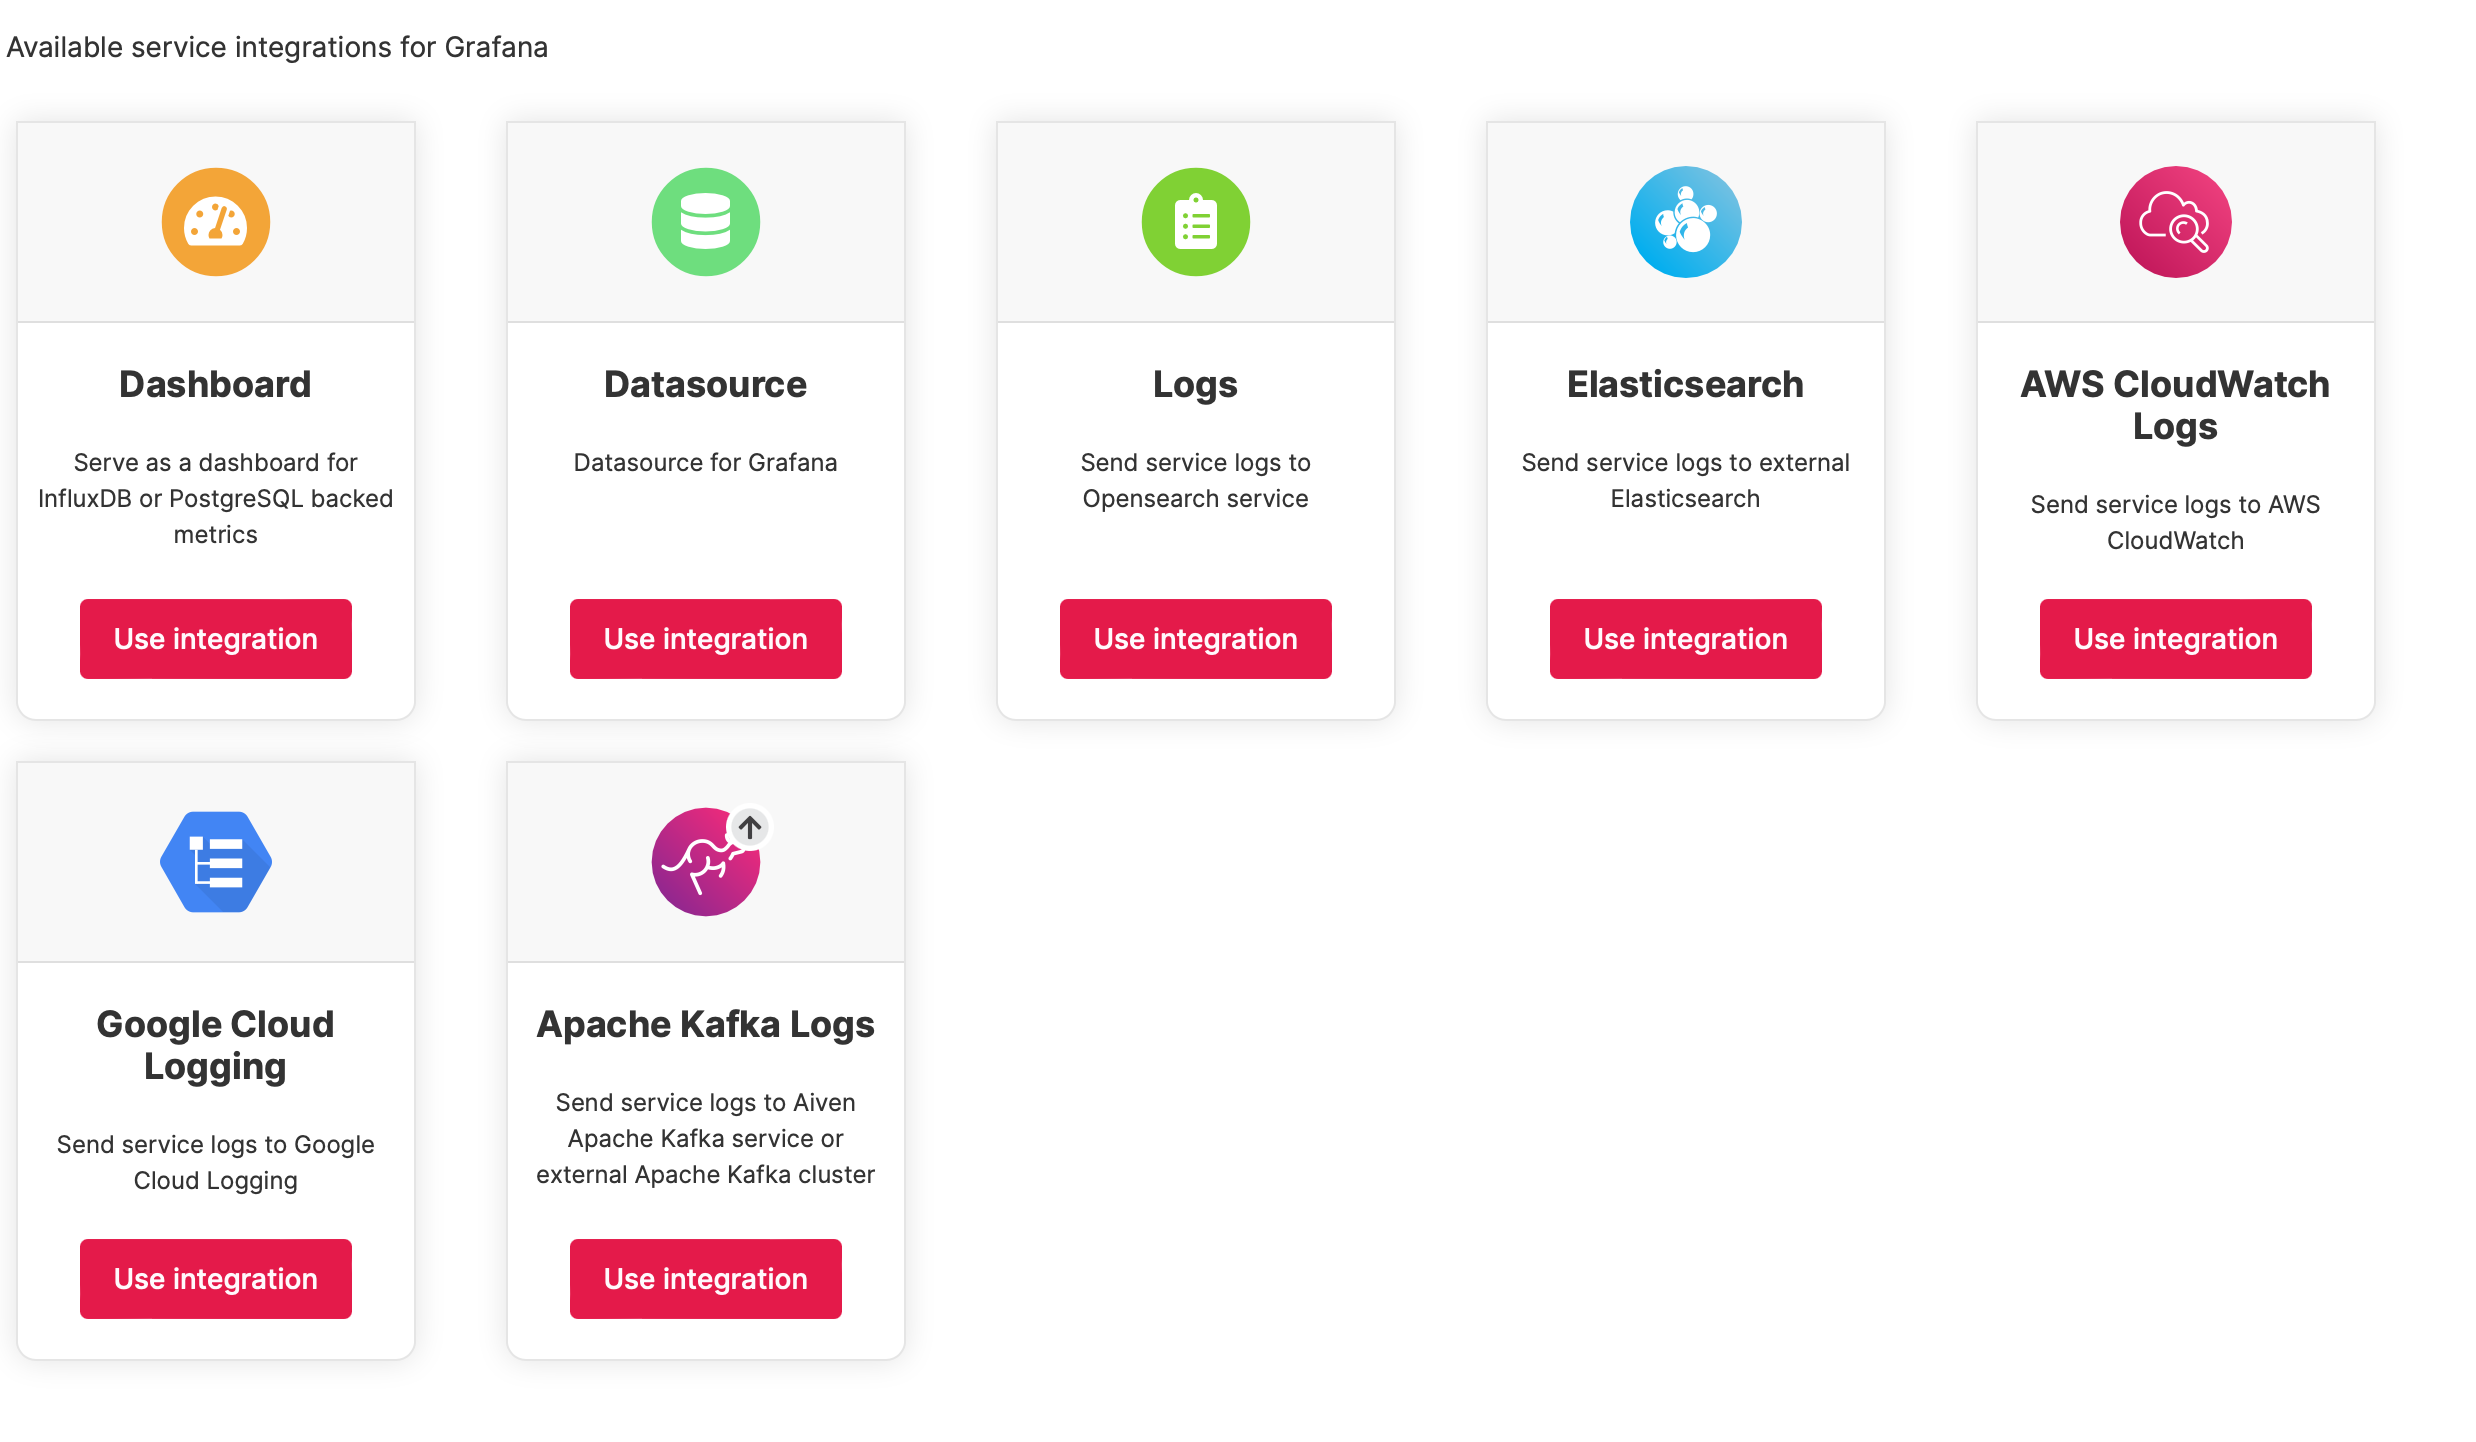 Available service integrations for Grafana
Dashboard
Serve as a dashboard for
InfluxDB or PostgreSQL backed
metrics
Use integration
Datasource
Datasource for Grafana
Use integration
Logs
Send service logs to
Opensearch service
Use integration
Elasticsearch
Send service logs to external
Elasticsearch
Use integration
AWS CloudWatch
Logs
Send service logs to AWS
CloudWatch
Use integration
Google Cloud
Logging
Send service logs to Google
Cloud Logging
Use integration
Apache Kafka Logs
Send service logs to Aiven
Apache Kafka service or
external Apache Kafka cluster
Use integration